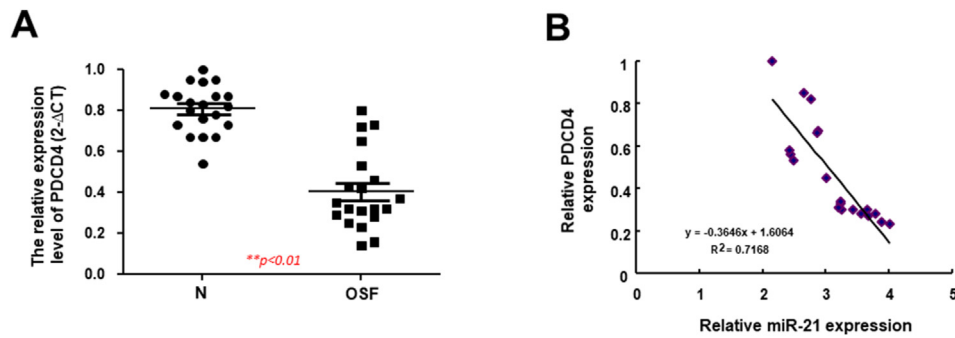 A
The relative expression
level of PDCD4 (2-ΔCT)
1.0
0.8
0.6
0.4
0.2
0.0
**p<0.01
N
OSF
B
Relative PDCD4
expression
1
0.8
0.6
0.4
0.2
0
y = -0.3646x + 1.6064
R2 = 0.7168
0
1
2
3
4
5
Relative miR-21 expression